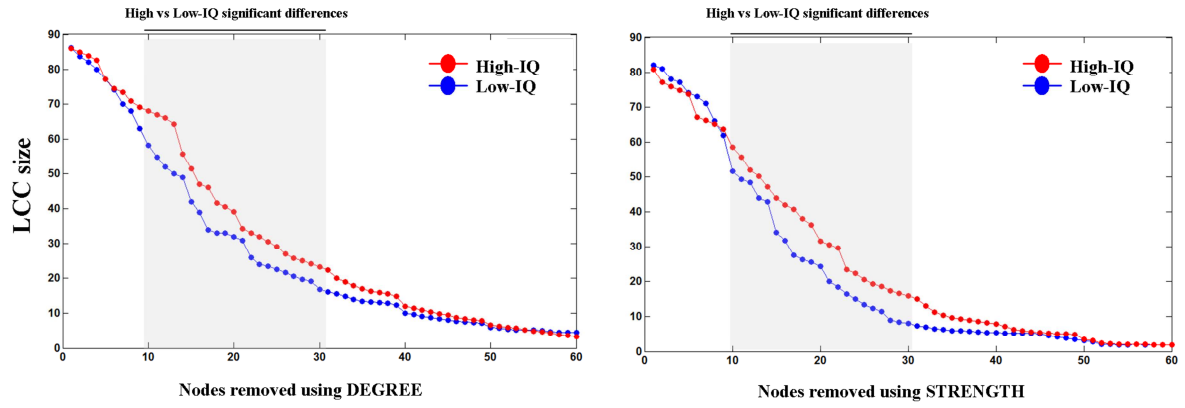 High vs Low-IQ significant differences
90
80
70
60
50
40
30
20
10
0
LCC size
High-IQ
Low-IQ
0 10 20 30 40 50 60
Nodes removed using DEGREE
High vs Low-IQ significant differences
90
80
70
60
50
40
30
20
10
0
High-IQ
Low-IQ
0 10 20 30 40 50 60
Nodes removed using STRENGTH